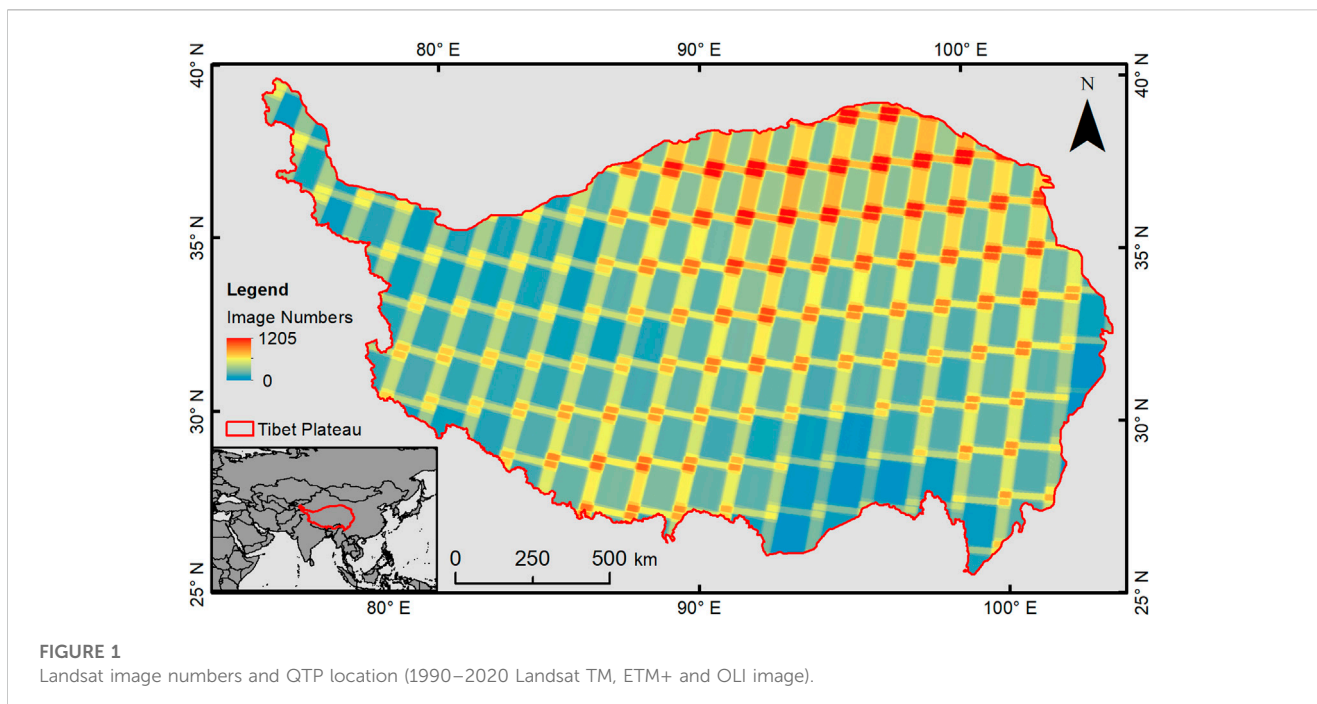 80° E 90° E 100° E
40° N 40° N
N
35° N 35° N
Legend
Image Numbers
1205
0
30° N 30° N
Tibet Plateau
0 250 500 km
25° N 25° N
80° E 90° E 100° E
FIGURE 1
Landsat image numbers and QTP location (1990–2020 Landsat TM, ETM+ and OLI image).